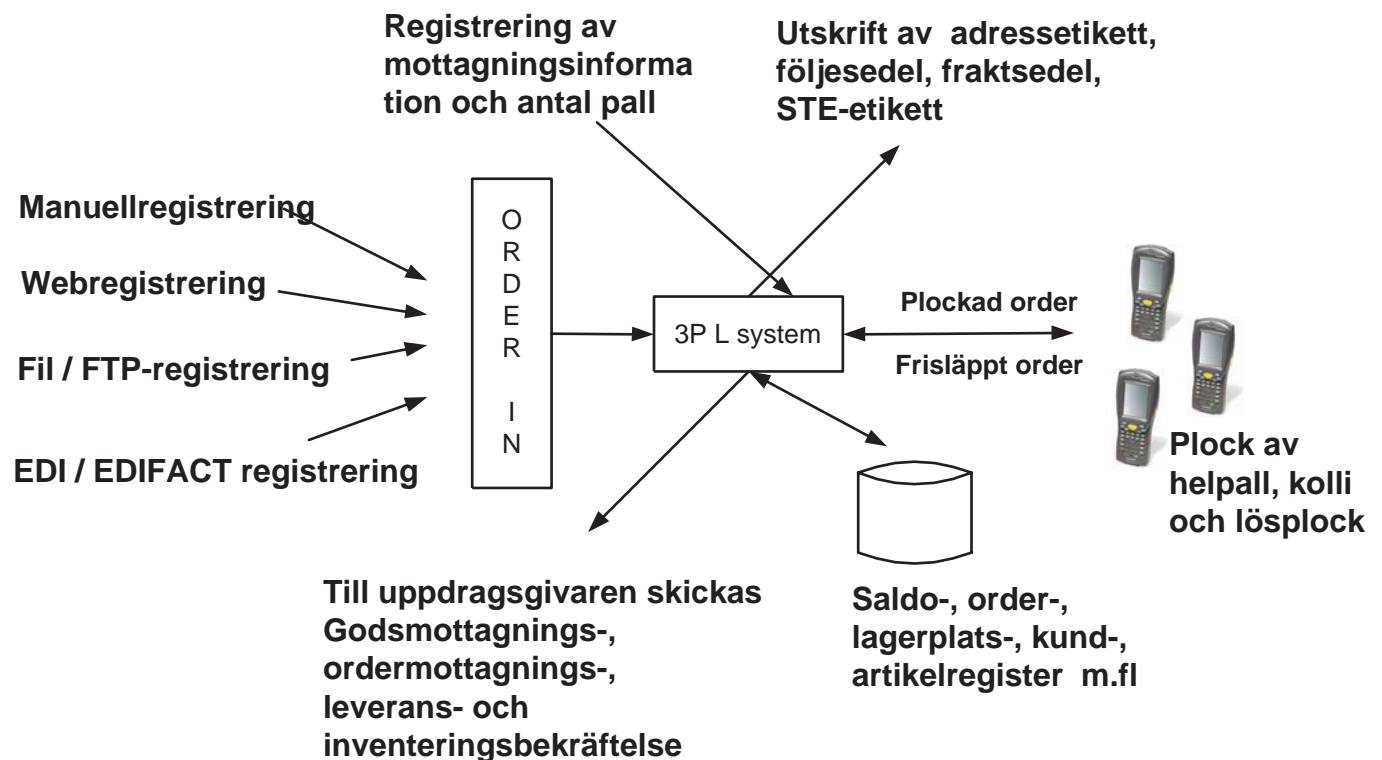 Registrering av
mottagningsinforma
tion och antal pall
Utskrift av adressetikett,
följesedel, fraktsedel,
STE-etikett
Manuellregistrering
Webregistrering
Fil / FTP-registrering
EDI / EDIFACT registrering
O
R
D
E
R
I
N
3P L system
Plockad order
Frisläppt order
Plock av
helpall, kolli
och lösplock
Till uppdragsgivaren skickas
Godsmottagnings-,
ordermottagnings-,
leverans- och
inventeringsbekräftelse
Saldo-, order-,
lagerplats-, kund-,
artikelregister m.fl